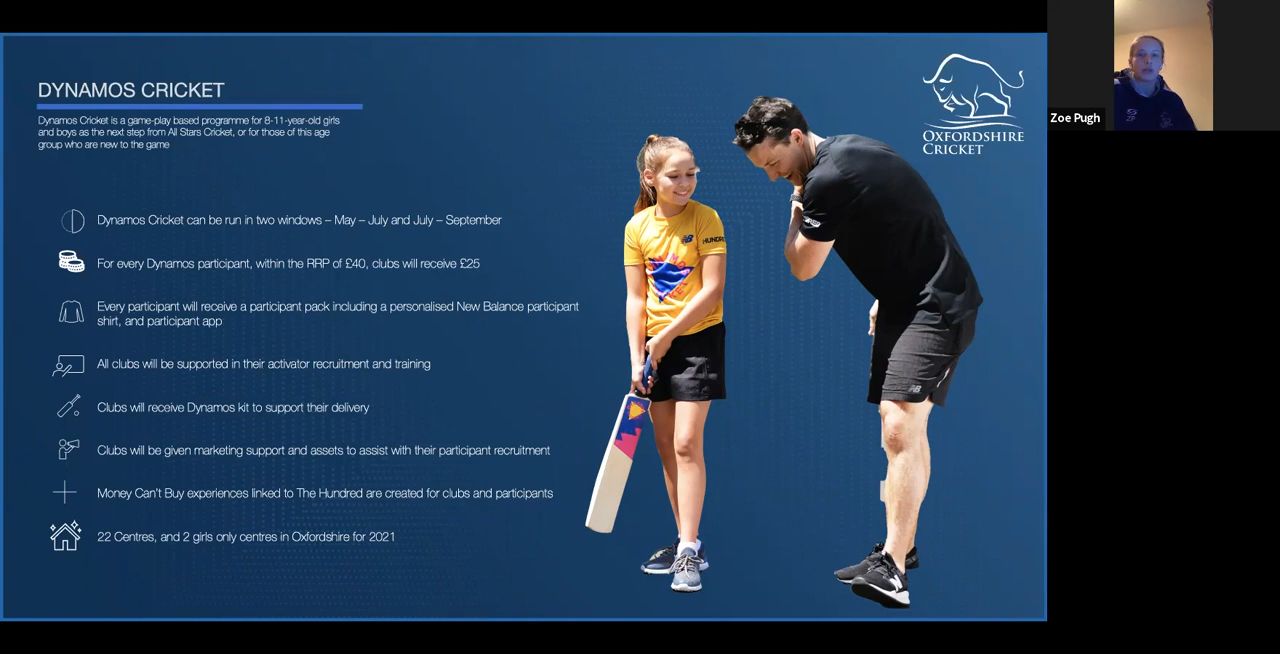 DYNAMOS CRICKET
Dynamos Cricket is a game-play based programme for 8-11-year-old girls
and boys as the next step from All Stars Cricket, or for those of this age
group who are new to the game
Dynamos Cricket can be run in two windows – May – July and July – September
For every Dynamos participant, within the RRP of £40, clubs will receive £25
Every participant will receive a participant pack including a personalised New Balance participant
shirt, and participant app
All clubs will be supported in their activator recruitment and training
Clubs will receive Dynamos kit to support their delivery
Clubs will be given marketing support and assets to assist with their participant recruitment
Money Can't Buy experiences linked to The Hundred are created for clubs and participants
22 Centres, and 2 girls only centres in Oxfordshire for 2021
OXFORDSHIRE
CRICKET
Zoe Pugh